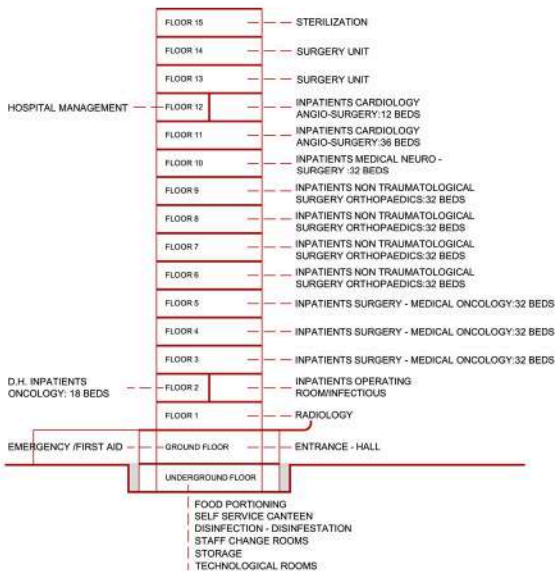 FLOOR 15 STERILIZATION
FLOOR 14 SURGERY UNIT
FLOOR 13 SURGERY UNIT
HOSPITAL MANAGEMENT FLOOR 12 INPATIENTS CARDIOLOGY
ANGIO-SURGERY:12 BEDS
FLOOR 11 INPATIENTS CARDIOLOGY
ANGIO-SURGERY:36 BEDS
FLOOR 10 INPATIENTS MEDICAL NEURO -
SURGERY :32 BEDS
FLOOR 9 INPATIENTS NON TRAUMATOLOGICAL
SURGERY ORTHOPAEDICS:32 BEDS
FLOOR 8 INPATIENTS NON TRAUMATOLOGICAL
SURGERY ORTHOPAEDICS:32 BEDS
FLOOR 7 INPATIENTS NON TRAUMATOLOGICAL
SURGERY ORTHOPAEDICS:32 BEDS
FLOOR 6 INPATIENTS NON TRAUMATOLOGICAL
SURGERY ORTHOPAEDICS:32 BEDS
FLOOR 5 INPATIENTS SURGERY - MEDICAL ONCOLOGY:32 BEDS
FLOOR 4 INPATIENTS SURGERY - MEDICAL ONCOLOGY:32 BEDS
FLOOR 3 INPATIENTS SURGERY - MEDICAL ONCOLOGY:32 BEDS
D.H. INPATIENTS
ONCOLOGY: 18 BEDS
FLOOR 2
INPATIENTS OPERATING
ROOM/INFECTIOUS
FLOOR 1 RADIOLOGY
EMERGENCY /FIRST AID GROUND FLOOR ENTRANCE - HALL
UNDERGROUND FLOOR
FOOD PORTIONING
SELF SERVICE CANTEEN
DISINFECTION - DISINFESTATION
STAFF CHANGE ROOMS
STORAGE
TECHNOLOGICAL ROOMS